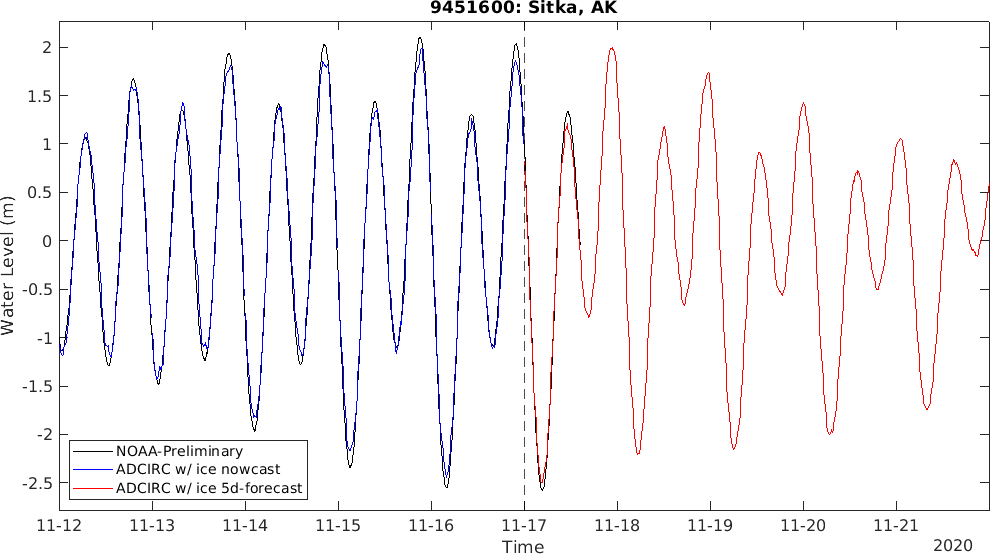 9451600: Sitka, AK
Water Level (m)
2
1.5
1
0.5
0
-0.5
-1
-1.5
-2
-2.5
NOAA-Preliminary
ADCIRC w/ ice nowcast
ADCIRC w/ ice 5d-forecast
11-12 11-13 11-14 11-15 11-16 11-17 11-18 11-19 11-20 11-21
Time
2020